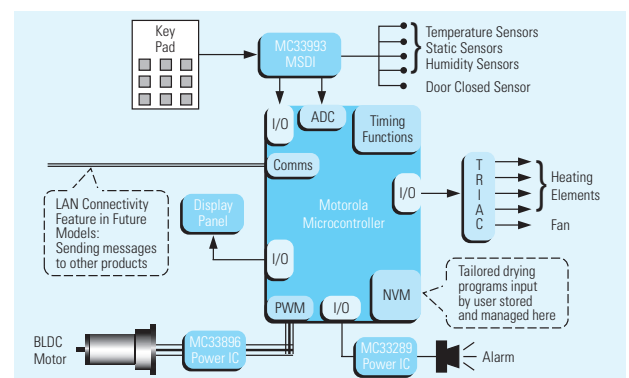 Key
Pad
MC33993
MSDI
Temperature Sensors
Static Sensors
Humidity Sensors
Door Closed Sensor
I/O
ADC
Timing
Functions
Comms
LAN Connectivity
Feature in Future
Models:
Sending messages
to other products
Display
Panel
Motorola
Microcontroller
I/O
T
R
I
A
C
Heating
Elements
Fan
I/O
PWM
I/O
NVM
Tailored drying
programs input
by user stored
and managed here
BLDC
Motor
MC33896
Power IC
MC33289
Power IC
Alarm